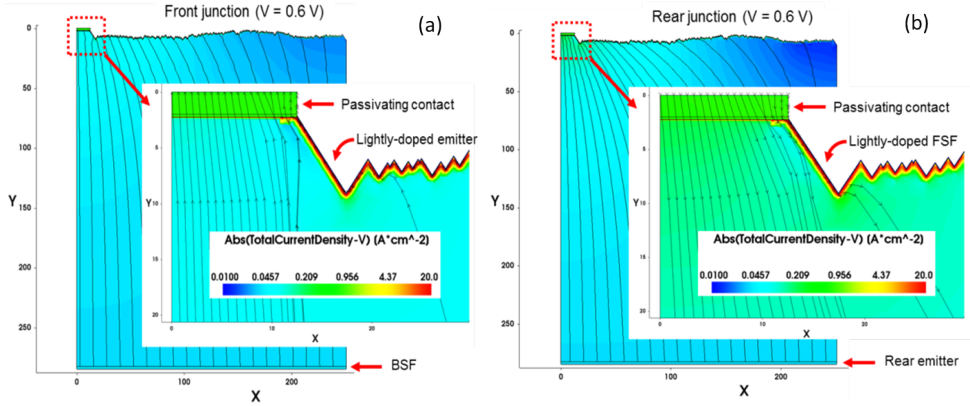 Front junction (V = 0.6 V)
(a)
0
50
100
150
200
250
Y
0
100
200
X
Passivating contact
Lightly-doped emitter
0
5
10
15
20
Y
0
10
20
X
Abs(TotalCurrentDensity-V) (A*cm^-2)
0.0100 0.0457 0.209 0.956 4.37 20.0
BSF
Rear junction (V = 0.6 V)
(b)
0
50
100
150
200
250
Y
0
100
200
X
Passivating contact
Lightly-doped FSF
0
5
10
15
20
Y
0
10
20
X
Abs(TotalCurrentDensity-V) (A*cm^-2)
0.0100 0.0457 0.209 0.956 4.37 20.0
Rear emitter